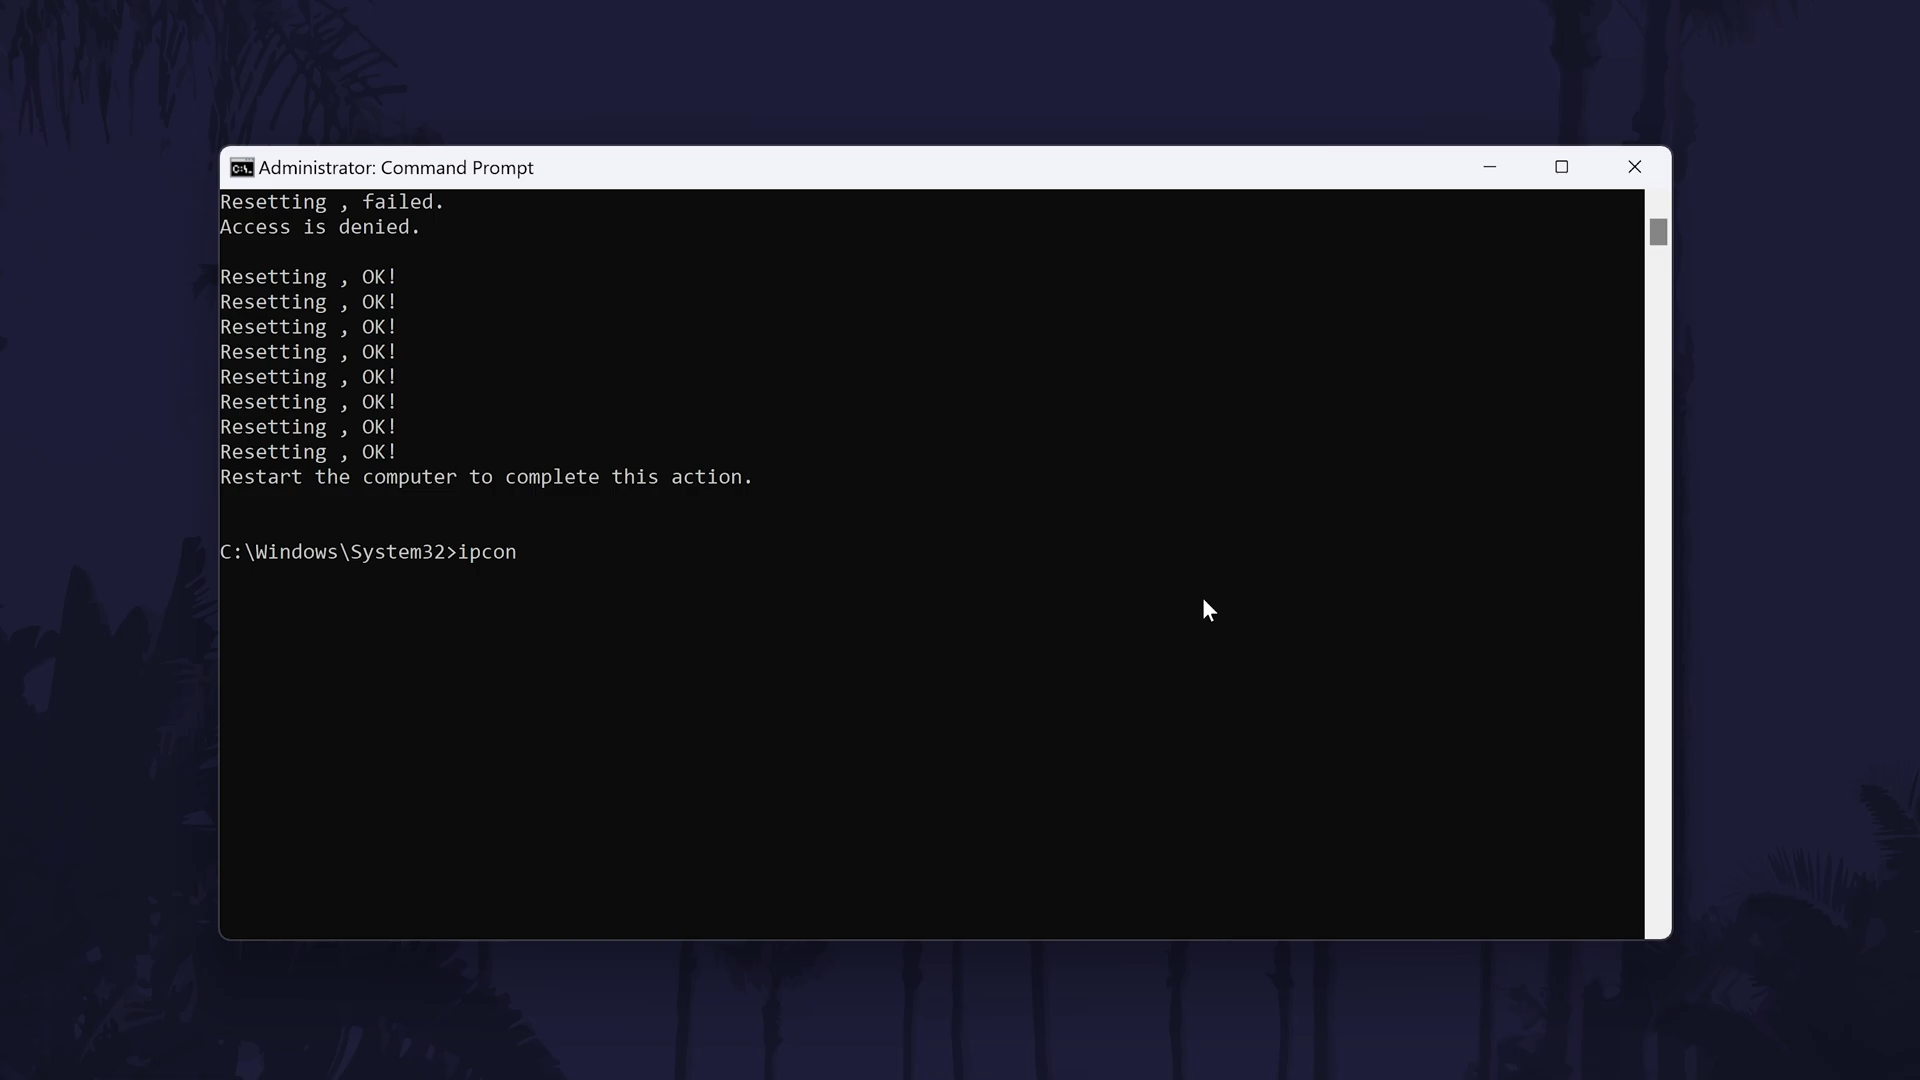 Administrator: Command Prompt
Resetting , failed.
Access is denied.
Resetting , OK!
Resetting , OK!
Resetting , OK!
Resetting , OK!
Resetting , OK!
Resetting , OK!
Resetting , OK!
Resetting , OK!
Restart the computer to complete this action.
C:\Windows\System32>ipcon